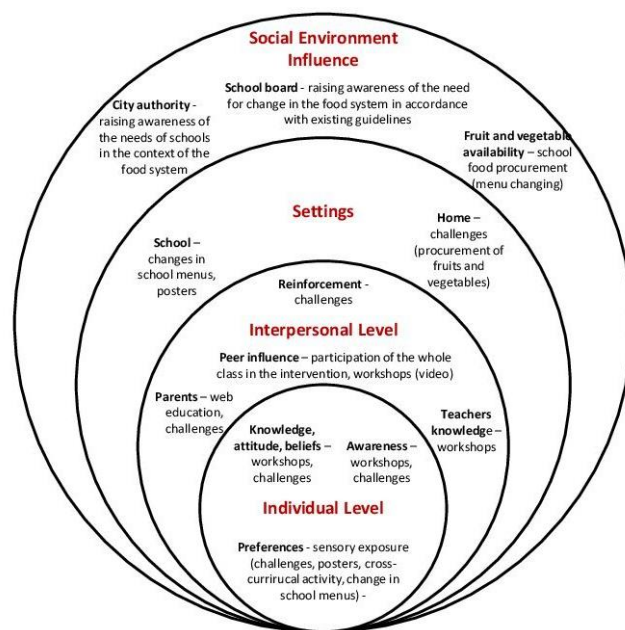 Social Environment
Influence
School board - raising awareness of the need
for change in the food system in accordance
with existing guidelines
City authority -
raising awareness of
the needs of schools
in the context of the
food system
Fruit and vegetable
availability – school
food procurement
(menu changing)
Settings
School –
changes in
school menus,
posters
Home –
challenges
(procurement of
fruits and
vegetables)
Reinforcement -
challenges
Interpersonal Level
Peer influence – participation of the whole
class in the intervention, workshops (video)
Parents – web
education,
challenges
Teachers
knowledge –
workshops
Knowledge,
attitude, beliefs –
workshops,
challenges
Awareness –
workshops,
challenges
Individual Level
Preferences - sensory exposure
(challenges, posters, cross-
currirucal activity, change in
school menus) -